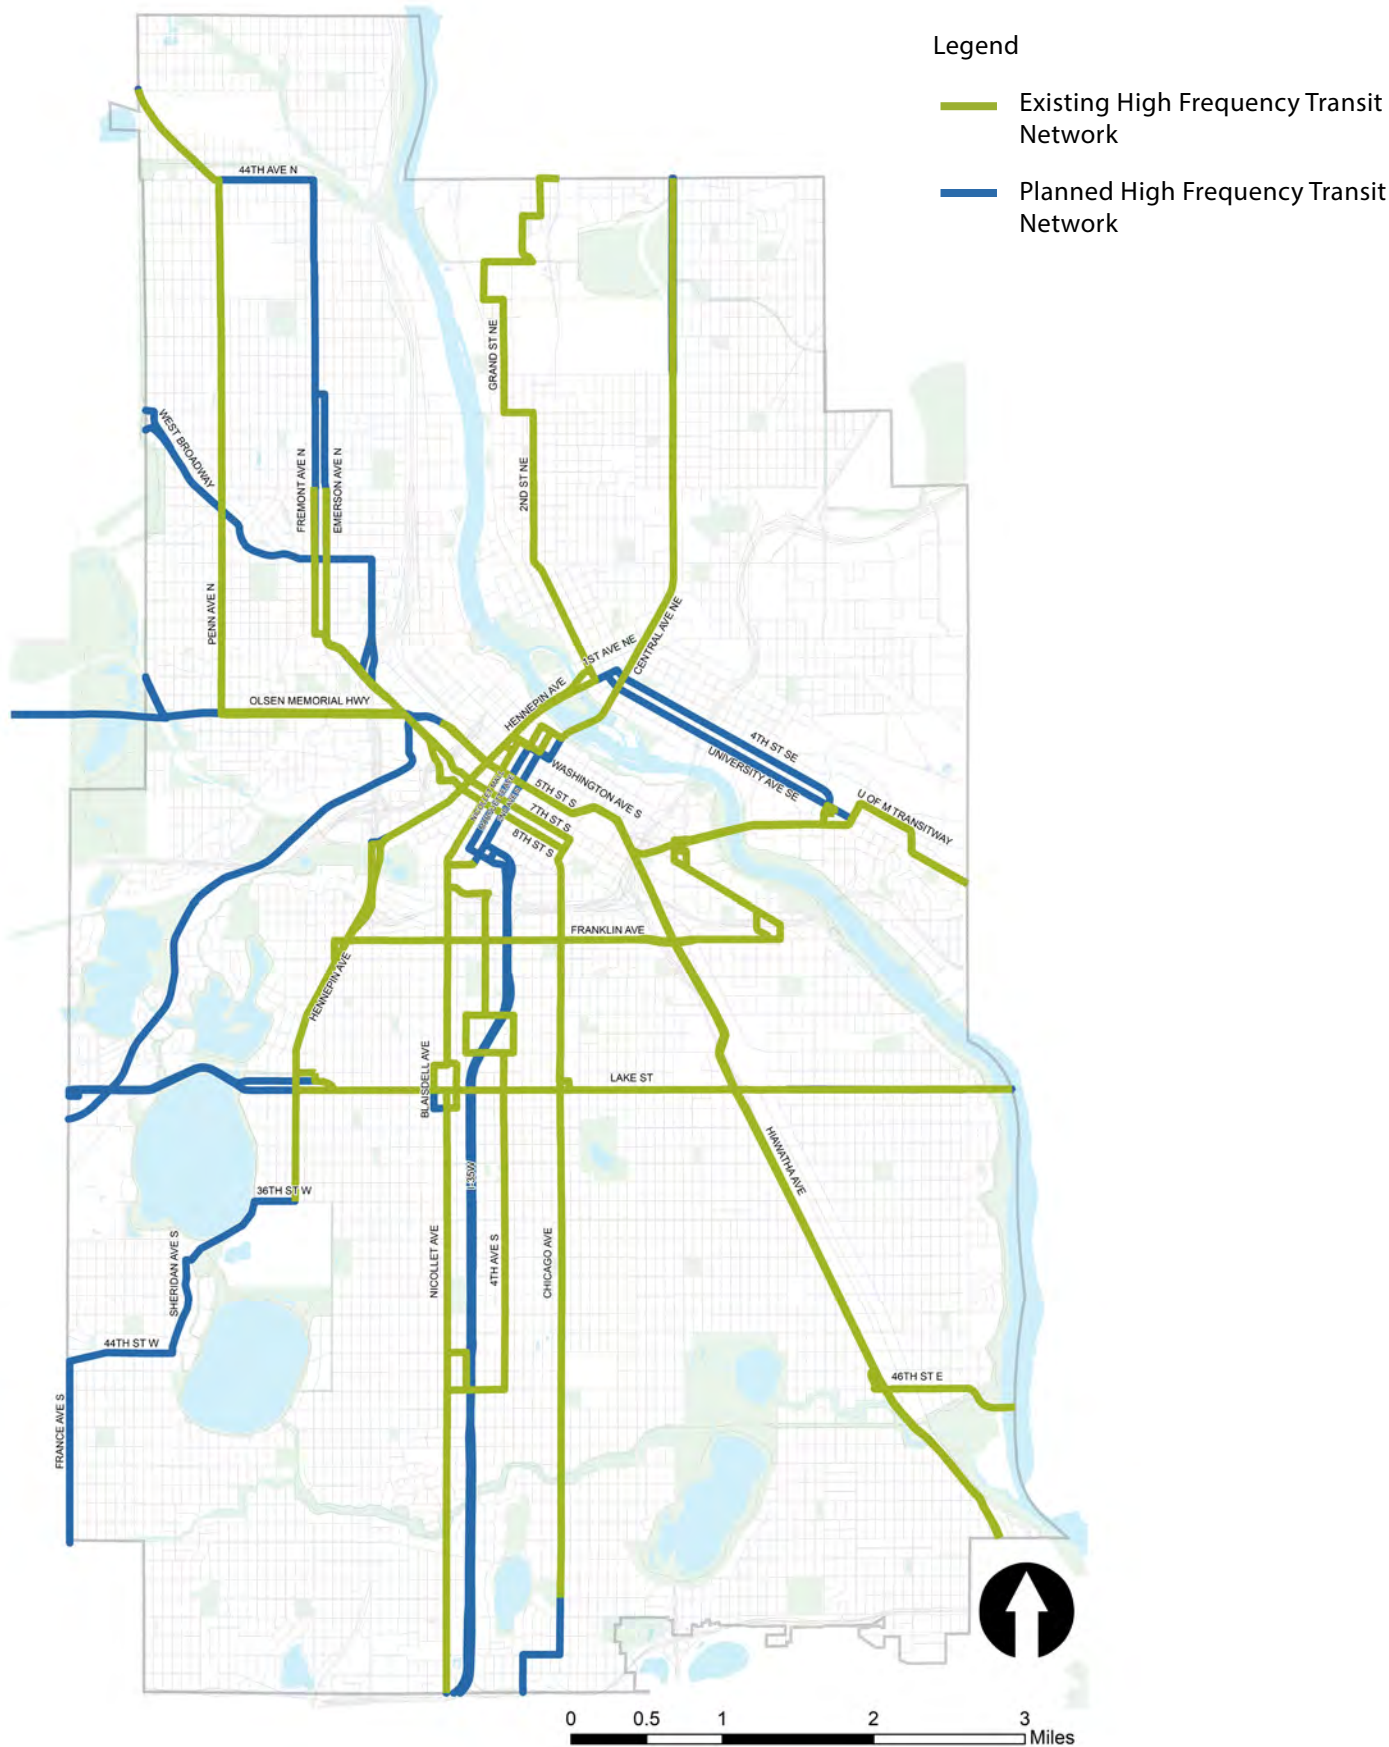 Legend
Existing High Frequency Transit
Network
Planned High Frequency Transit
Network
44TH AVE N
GRAND ST NE
WEST BROADWAY
FREMONT AVE N
EMERSON AVE N
2ND ST NE
PENN AVE N
1ST AVE NE
CENTRAL AVE NE
OLSEN MEMORIAL HWY
HENNEPIN AVE
4TH ST SE
UNIVERSITY AVE SE
WASHINGTON AVE S
5TH ST S
7TH ST S
8TH ST S
U OF M TRANSITWAY
FRANKLIN AVE
HENNEPIN AVE
BLAISDELL AVE
LAKE ST
HIAWATHA AVE
I-35W
36TH ST W
SHERIDAN AVE S
NICOLLET AVE
4TH AVE S
CHICAGO AVE
44TH ST W
46TH ST E
FRANCE AVE S
0 0.5 1 2 3
Miles